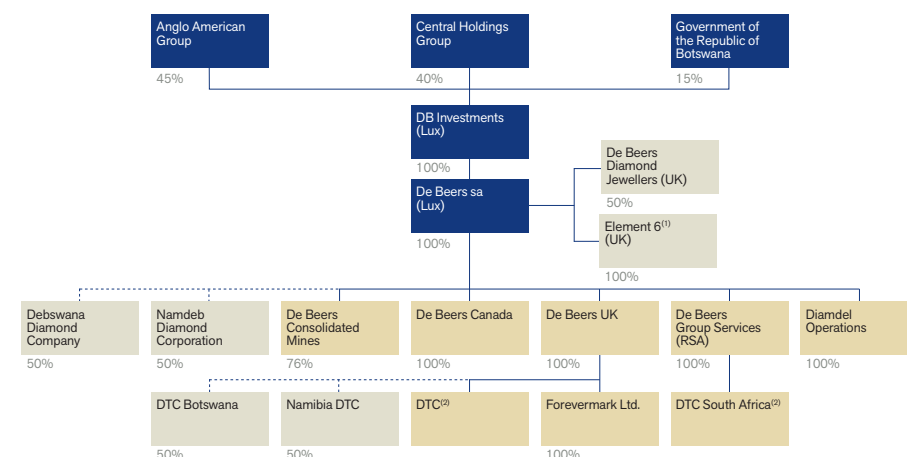 Anglo American
Group
45%
Central Holdings
Group
40%
Government of
the Republic of
Botswana
15%
DB Investments
(Lux)
100%
De Beers sa
(Lux)
100%
De Beers
Diamond
Jewellers (UK)
50%
Element 6(1)
(UK)
100%
Debswana
Diamond
Company
50%
Namdeb
Diamond
Corporation
50%
De Beers
Consolidated
Mines
76%
De Beers Canada
100%
De Beers UK
100%
De Beers
Group Services
(RSA)
100%
Diamdel
Operations
100%
DTC Botswana
50%
Namibia DTC
50%
DTC(2)
Forevermark Ltd.
100%
DTC South Africa(2)